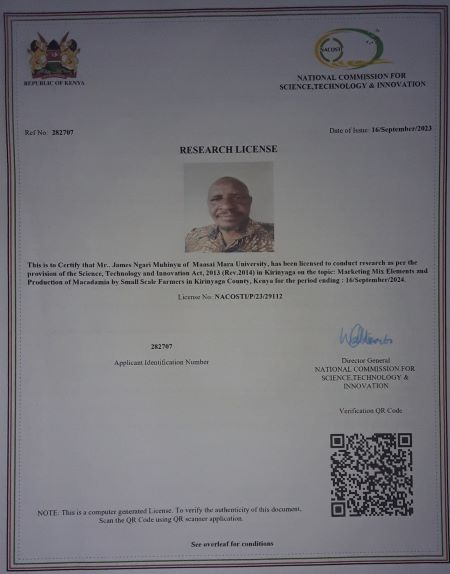 REPUBLIC OF KENYA
NACOSTI
NATIONAL COMMISSION FOR
SCIENCE,TECHNOLOGY & INNOVATION
Ref No: 282707
Date of Issue: 16/September/2023
RESEARCH LICENSE
This is to Certify that Mr.. James Ngari Muhinyu of Maasai Mara University, has been licensed to conduct research as per the
provision of the Science, Technology and Innovation Act, 2013 (Rev.2014) in Kirinyaga on the topic: Marketing Mix Elements and
Production of Macadamia by Small Scale Farmers in Kirinyaga County, Kenya for the period ending : 16/September/2024.
License No: NACOSTI/P/23/29112
282707
Applicant Identification Number
Director General
NATIONAL COMMISSION FOR
SCIENCE,TECHNOLOGY &
INNOVATION
Verification QR Code
NOTE: This is a computer generated License. To verify the authenticity of this document,
Scan the QR Code using QR scanner application.
See overleaf for conditions